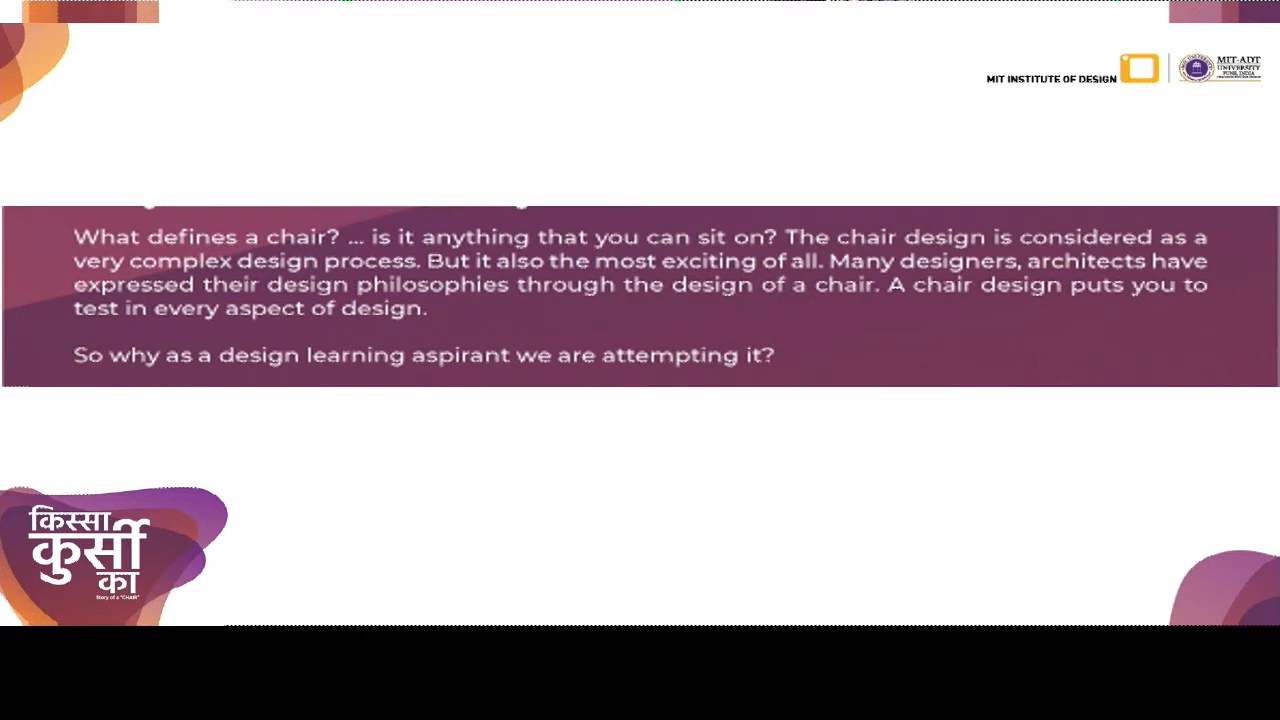 MIT INSTITUTE OF DESIGN
MIT-ADT
UNIVERSITY
PUNE, INDIA
What defines a chair? ... is it anything that you can sit on? The chair design is considered as a
very complex design process. But it also the most exciting of all. Many designers, architects have
expressed their design philosophies through the design of a chair. A chair design puts you to
test in every aspect of design.
So why as a design learning aspirant we are attempting it?
किस्सा
कुर्सी
का
Story of a "CHAIR"